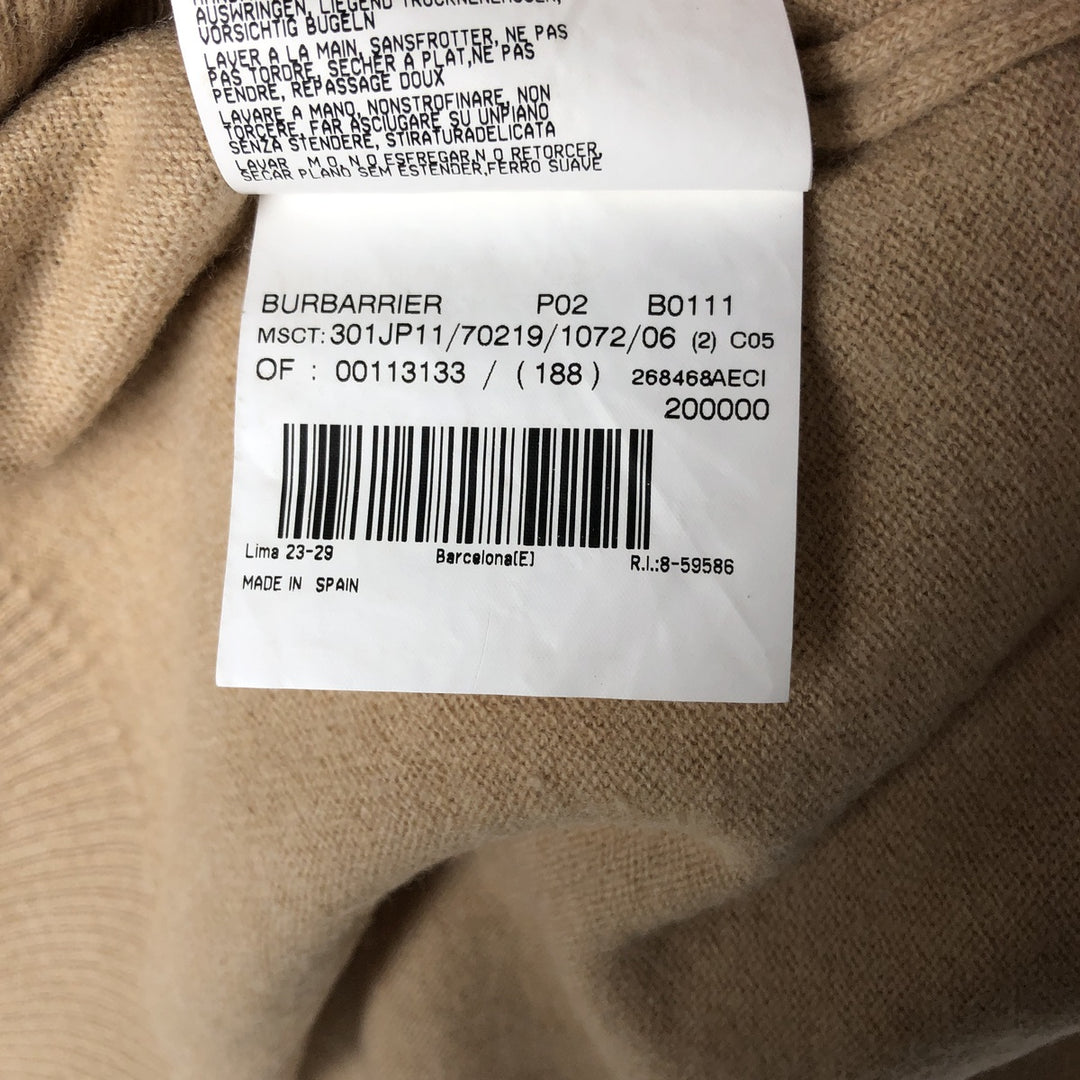 AUSWRINGEN, LIEGEND TROCKNENLASSEN,
VORSICHTIG BUGELN
LAVER A LA MAIN, SANSFROTTER, NE PAS
PAS TORDRE, SECHER A PLAT,NE PAS
PENDRE, REPASSAGE DOUX
LAVARE A MANO, NONSTROFINARE, NON
TORCERE, FAR ASCIUGARE SU UNPIANO
SENZA STENDERE, STIRATURADELICATA
LAVAR M O, N O ESFREGAR,N O RETORCER,
SECAR PLANO SEM ESTENDER,FERRO SUAVE
BURBARRIER P02 B0111
MSCT: 301JP11/70219/1072/06 (2) C05
OF : 00113133 / ( 188 ) 268468AECI
200000
Lima 23-29 Barcelona(E) R.I.:8-59586
MADE IN SPAIN